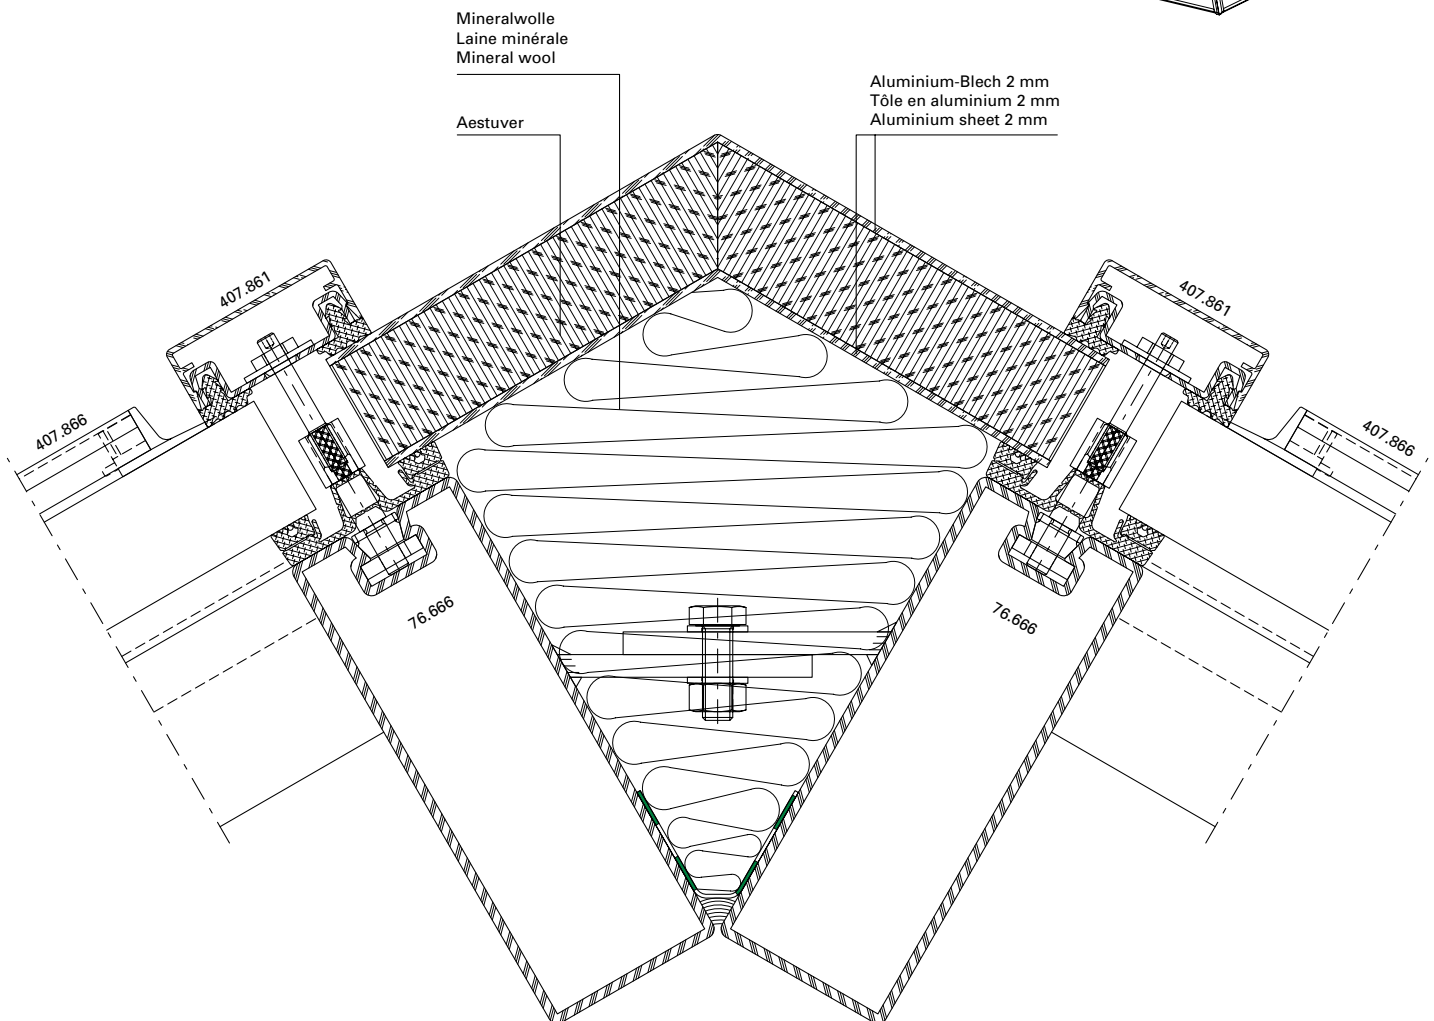 Mineralwolle
Laine minérale
Mineral wool
Aluminium-Blech 2 mm
Tôle en aluminium 2 mm
Aluminium sheet 2 mm
Aestuver
407.861
407.861
407.866
407.866
76.666
76.666